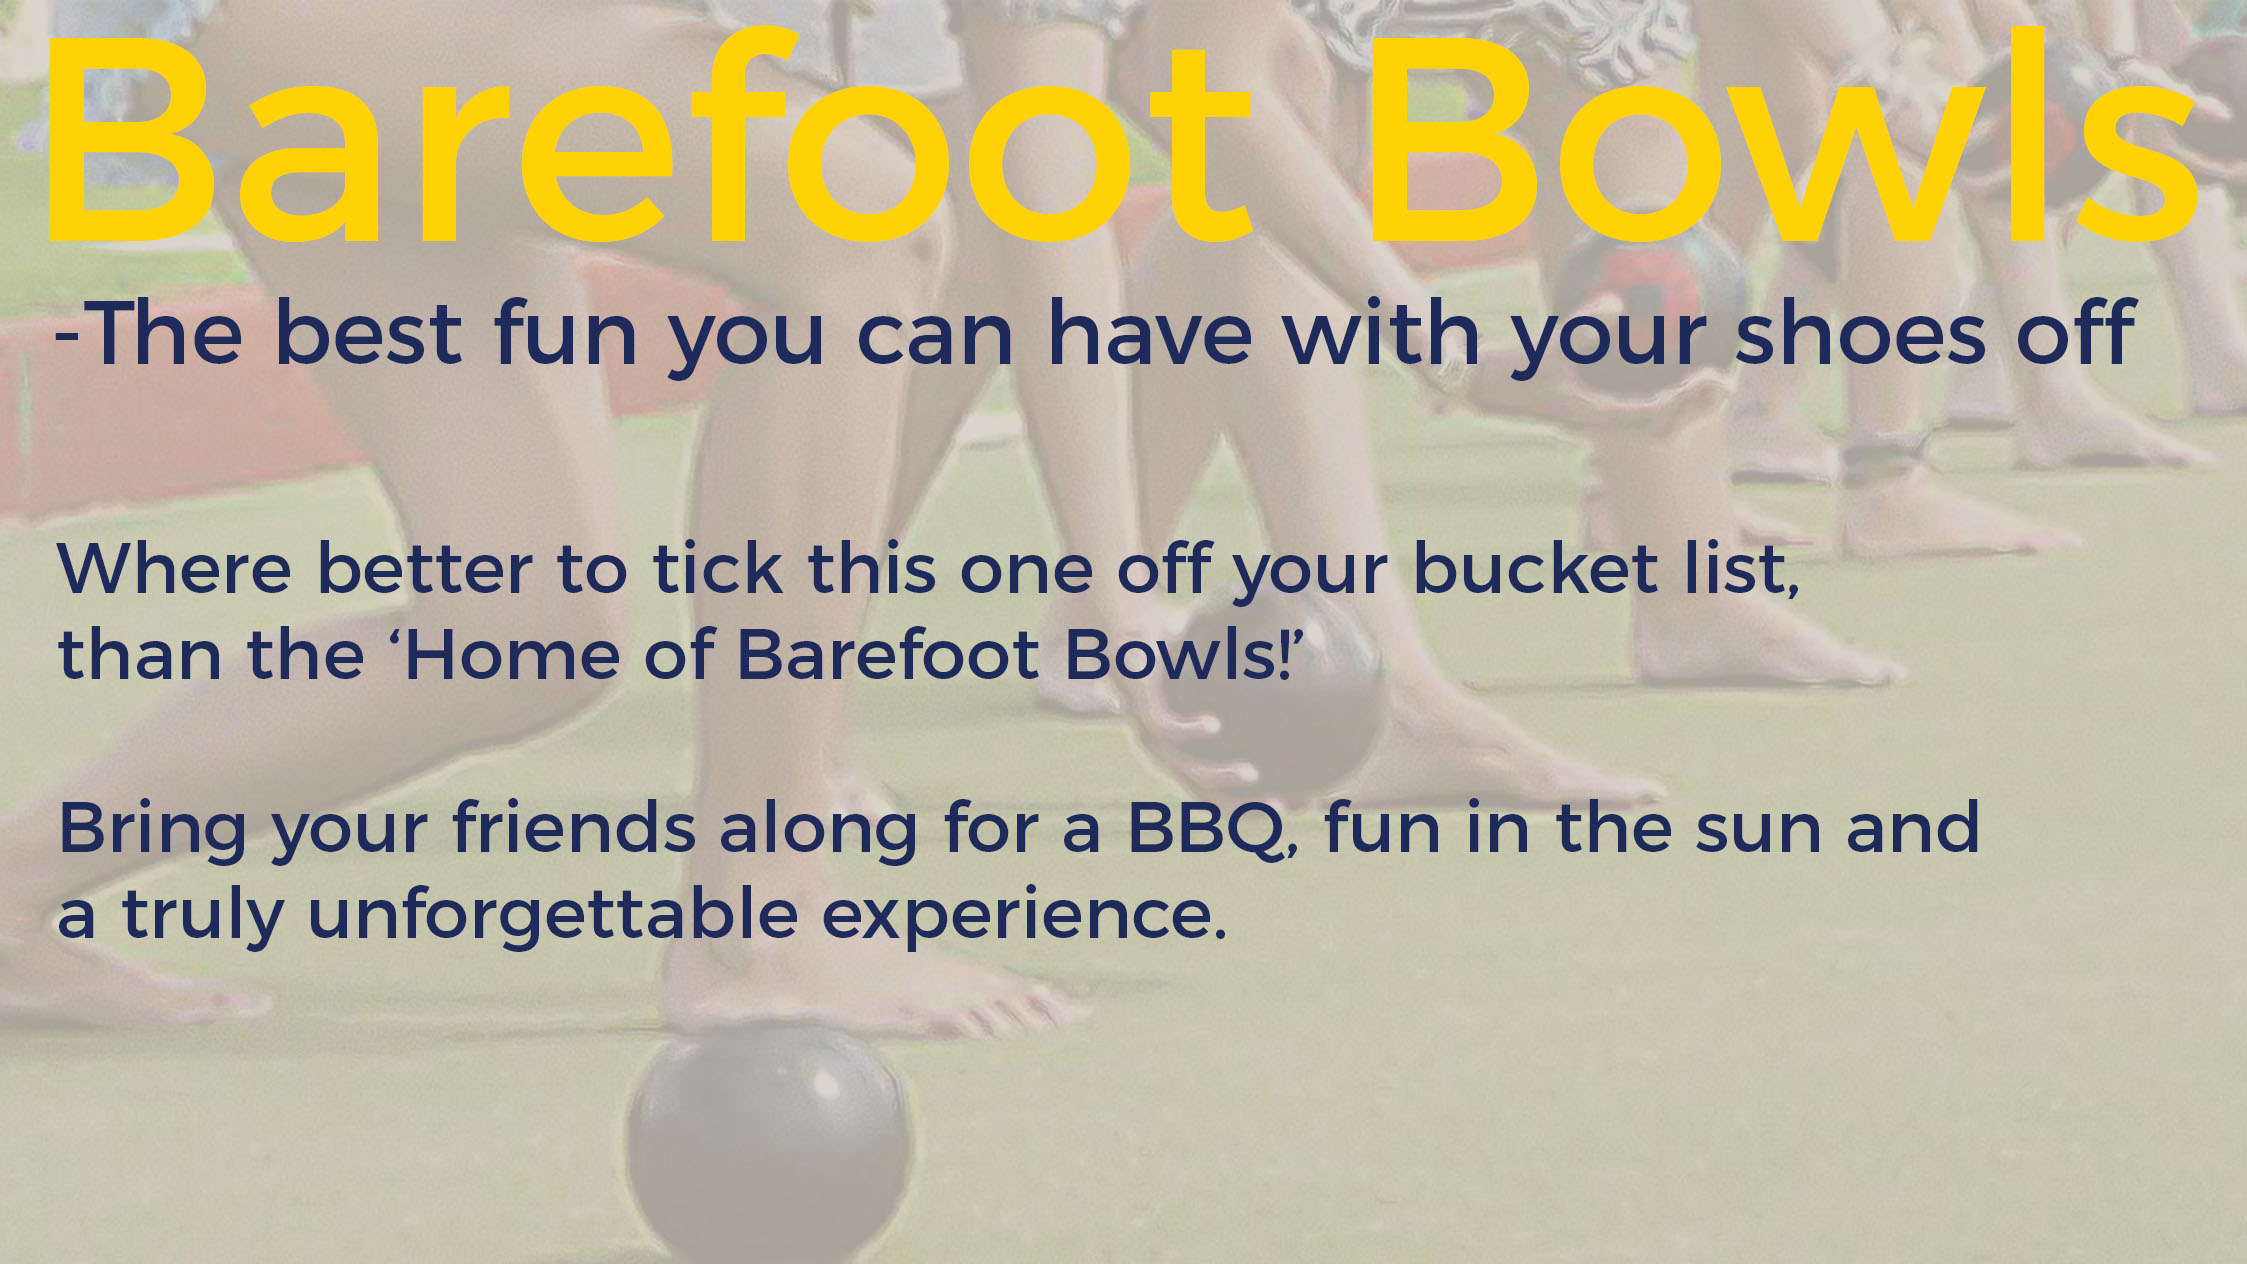 Barefoot Bowls
-The best fun you can have with your shoes off
Where better to tick this one off your bucket list,
than the ‘Home of Barefoot Bowls!’
Bring your friends along for a BBQ, fun in the sun and
a truly unforgettable experience.